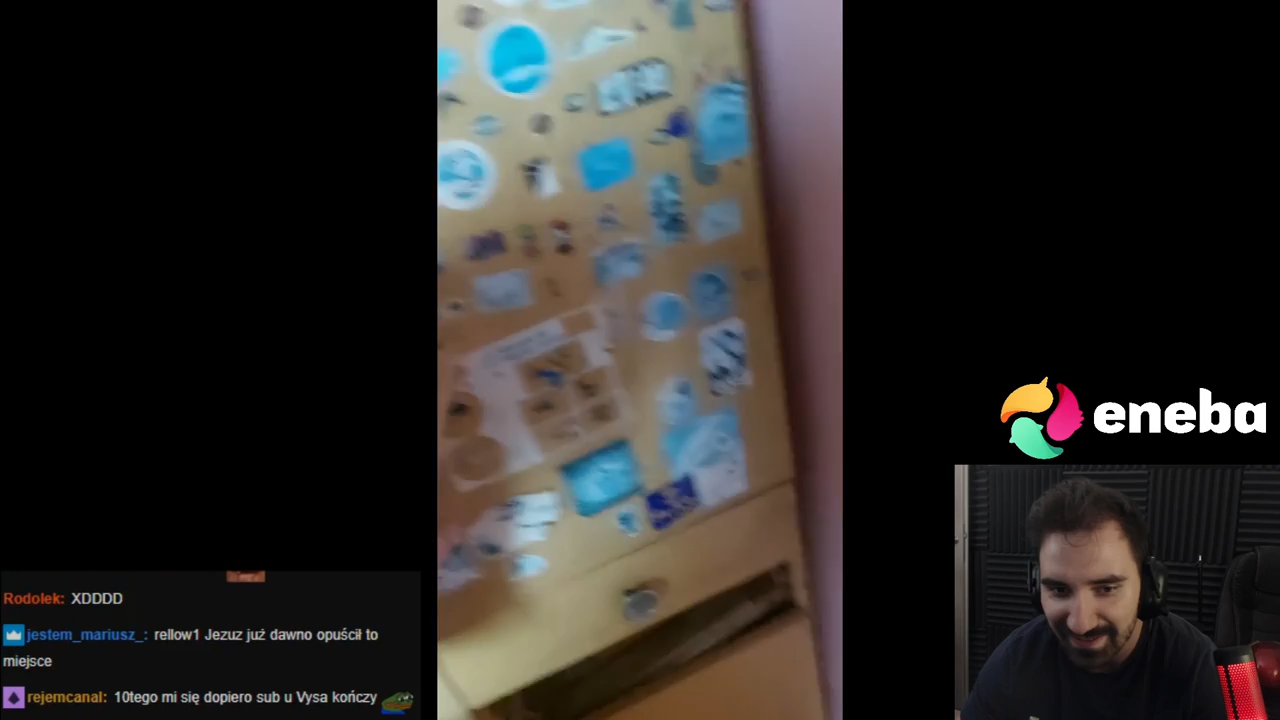 eneba
Rodolek: XDDDD
jestem_mariusz_: rellow1 Jezuz już dawno opuścił to
miejsce
rejemcanal: 10tego mi się dopiero sub u Vysa kończy